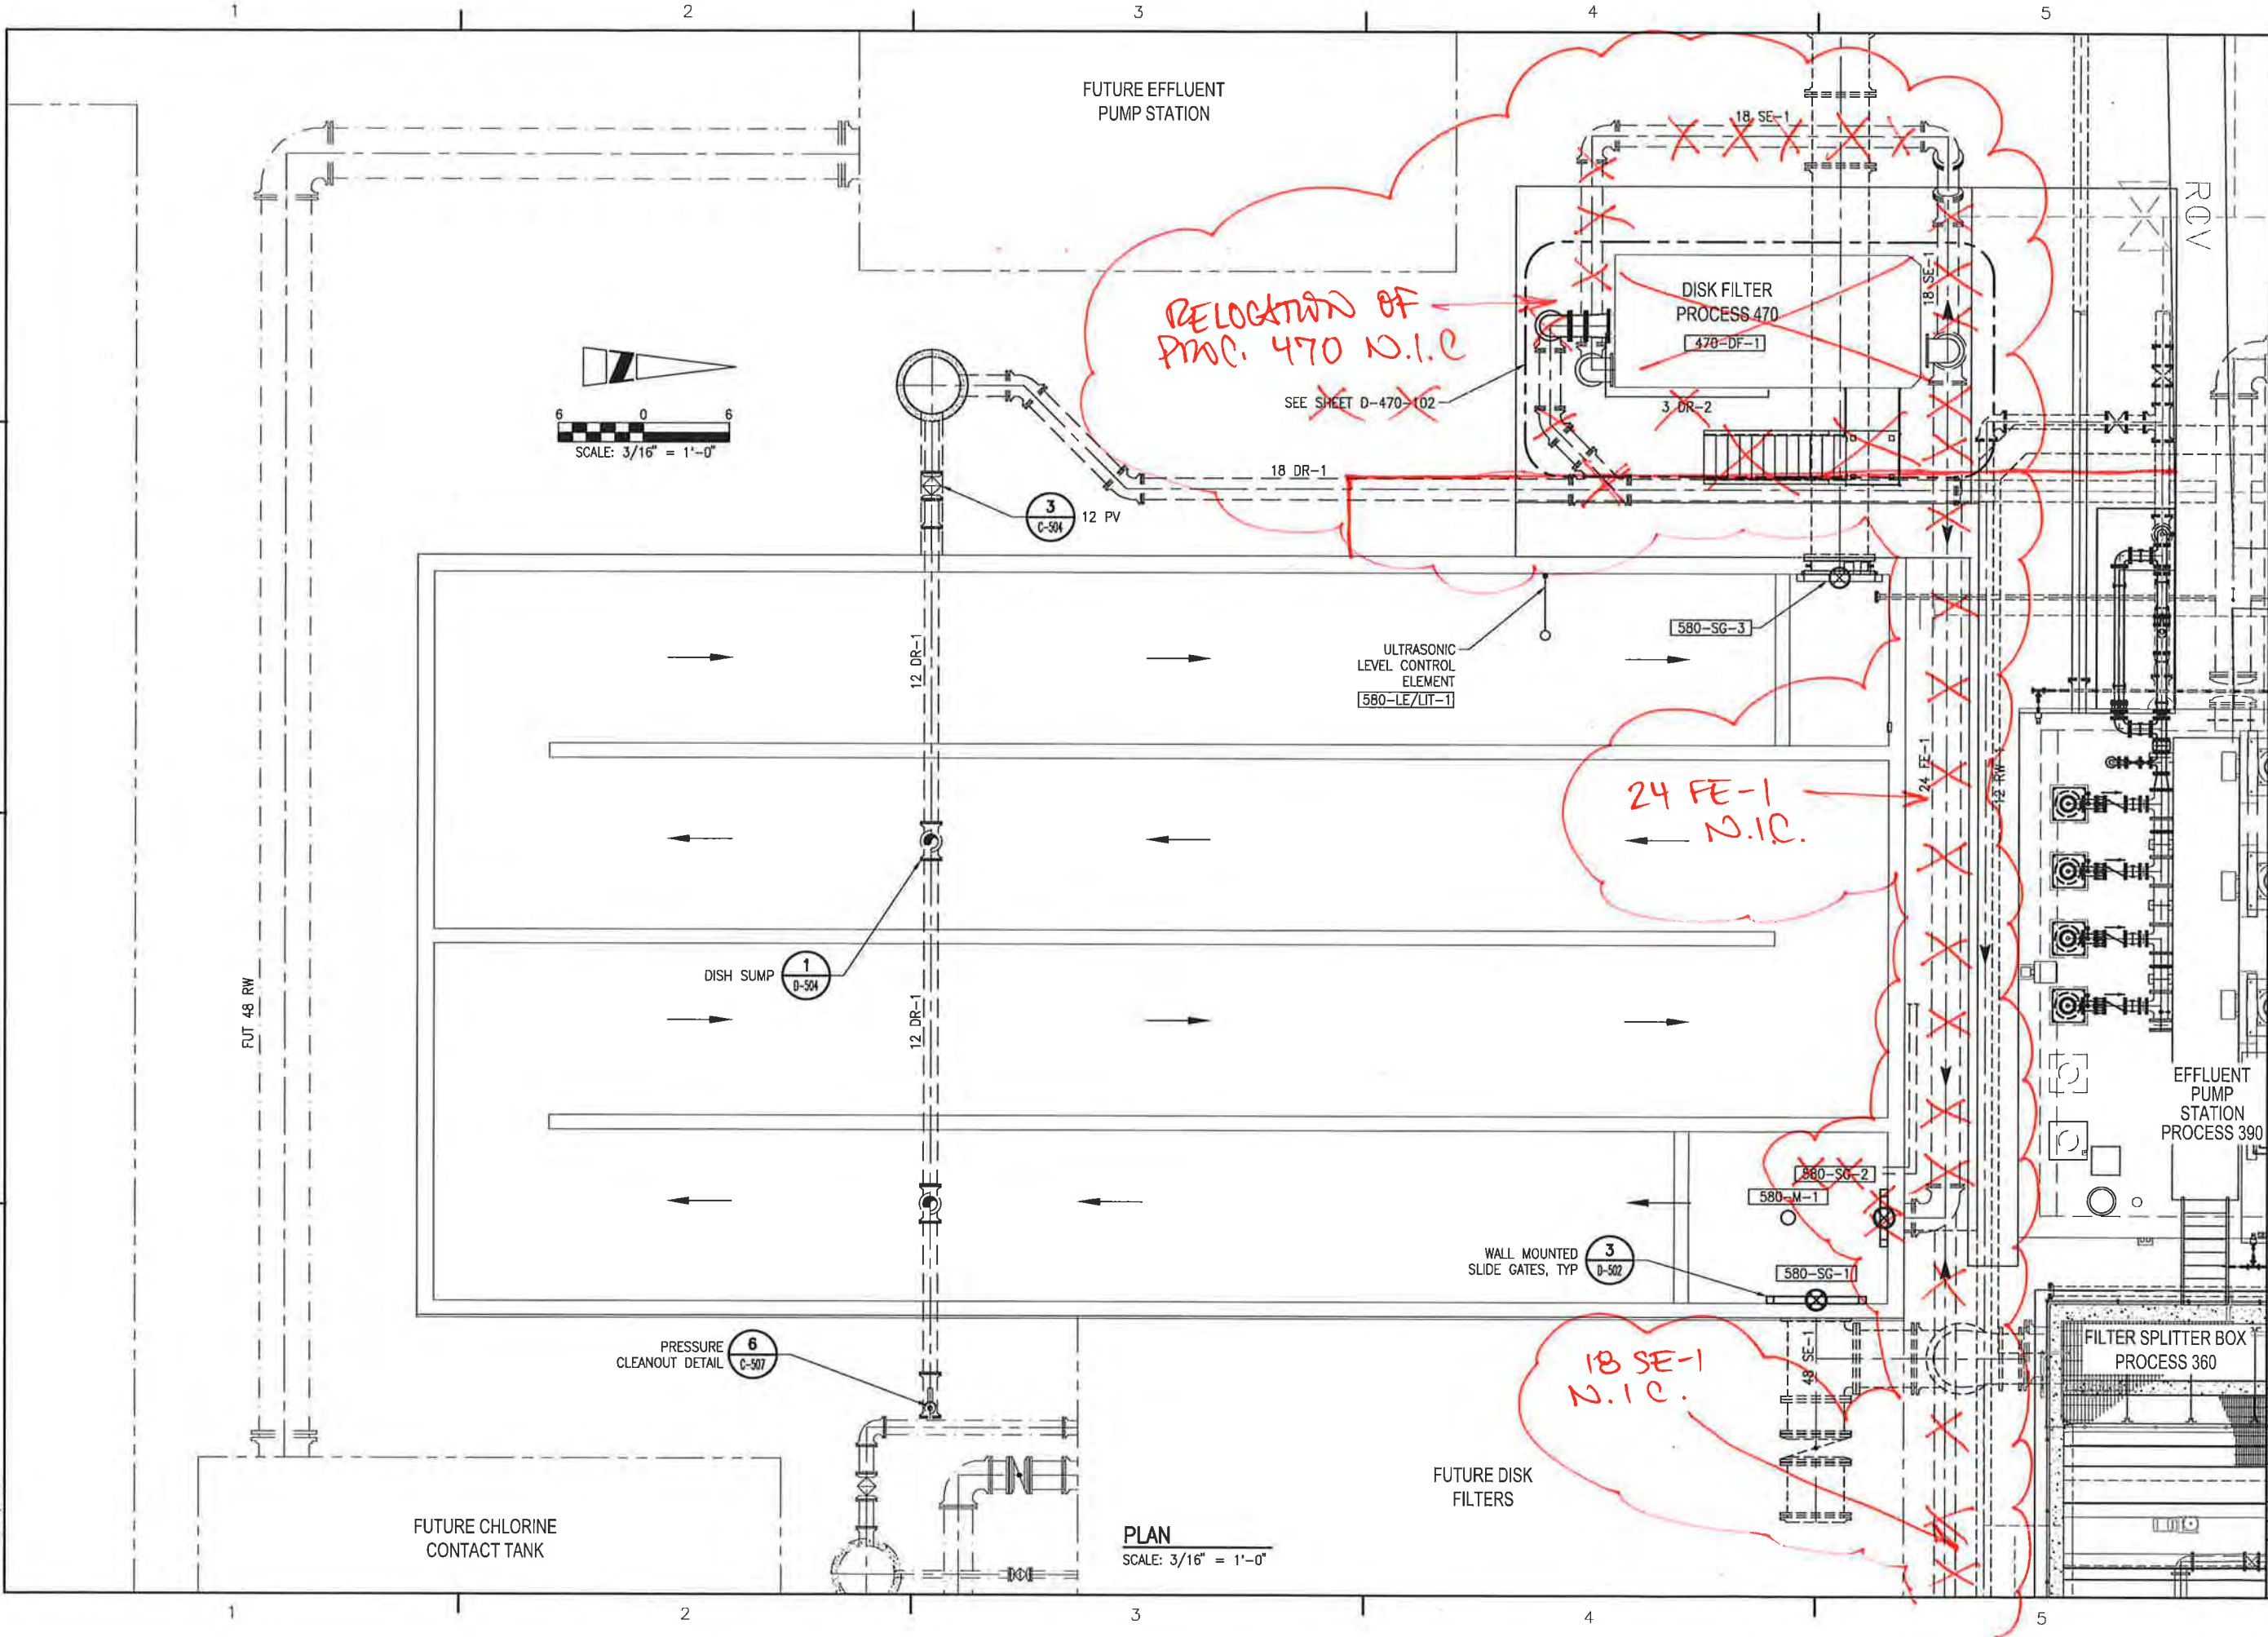 1 2 3 4 5
FUTURE EFFLUENT
PUMP STATION
18 SE-1
RCV
DISK FILTER
PROCESS 470
470-DF-1
18 SE-1
RELOCATION OF
PROC. 470 N.I.C
SEE SHEET D-470-102
3 DR-2
Z
6 0 6
SCALE: 3/16" = 1'-0"
18 DR-1
3
C-504
12 PV
12 DR-1
ULTRASONIC
LEVEL CONTROL
ELEMENT
580-LE/LIT-1
580-SG-3
24 FE-1
N.I.C.
24 FE-1
12 RW
DISH SUMP
1
D-504
12 DR-1
FUT 48 RW
EFFLUENT
PUMP
STATION
PROCESS 390
580-SG-2
580-M-1
WALL MOUNTED
SLIDE GATES, TYP
3
D-502
580-SG-1
PRESSURE
CLEANOUT DETAIL
6
C-507
18 SE-1
N.I.C.
48 SE-1
FILTER SPLITTER BOX
PROCESS 360
FUTURE DISK
FILTERS
FUTURE CHLORINE
CONTACT TANK
PLAN
SCALE: 3/16" = 1'-0"
1 2 3 4 5